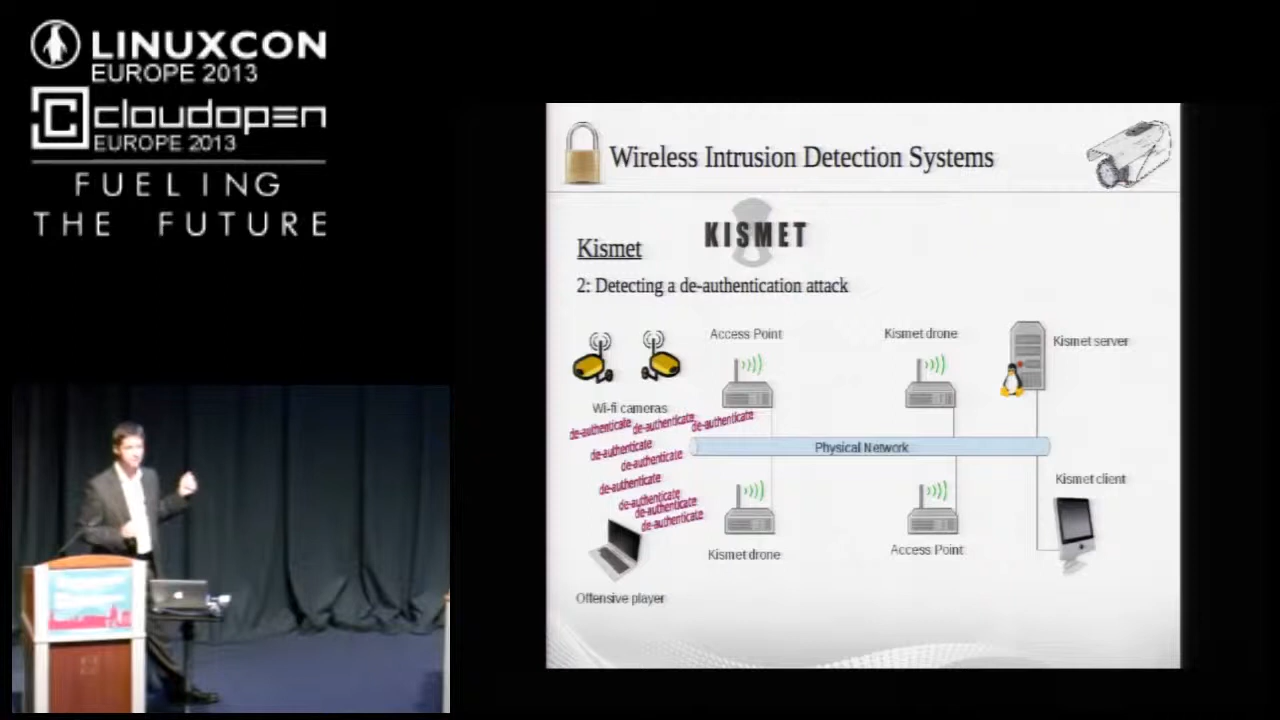 LINUXCON
EUROPE 2013
cloudopen
EUROPE 2013
FUELING
THE FUTURE
Wireless Intrusion Detection Systems
KISMET
Kismet
2: Detecting a de-authentication attack
Access Point
Kismet drone
Kismet server
Wi-fi cameras
de-authenticate
de-authenticate
de-authenticate
de-authenticate
de-authenticate
de-authenticate
de-authenticate
de-authenticate
de-authenticate
Physical Network
Kismet client
Kismet drone
Access Point
Offensive player